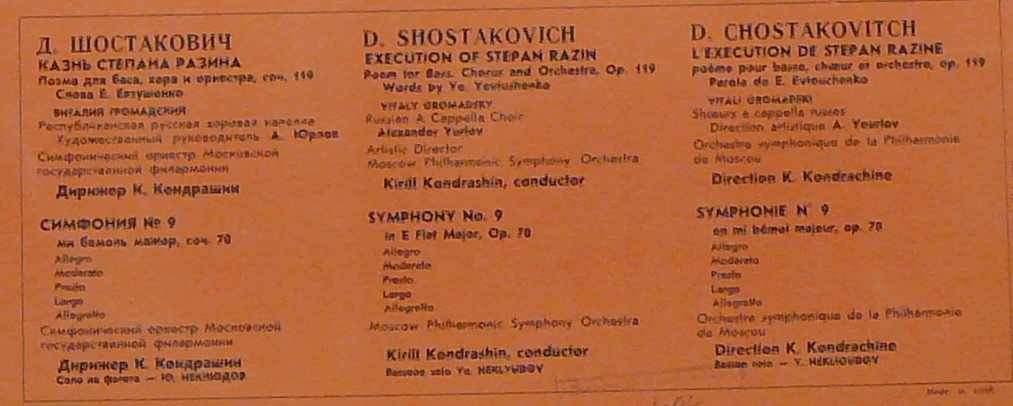 Д. ШОСТАКОВИЧ
КАЗНЬ СТЕПАНА РАЗИНА
Поэма для баса, хора и оркестра, соч. 119
Слова Е. Евтушенко
ВИТАЛИЙ ГРОМАДСКИЙ
Республиканская русская хоровая капелла
Художественный руководитель А. Юрлов
Симфонический оркестр Московской
государственной филармонии
Дирижер К. Кондрашин
СИМФОНИЯ № 9
ми бемоль мажор, соч. 70
Allegro
Moderato
Presto
Largo
Allegretto
Симфонический оркестр Московской
государственной филармонии
Дирижер К. Кондрашин
Соло на фаготе — Ю. НЕКЛЮДОВ
D. SHOSTAKOVICH
EXECUTION OF STEPAN RAZIN
Poem for Bass, Chorus and Orchestra, Op. 119
Words by Ye. Yevtushenko
VITALY GROMADSKY
Russian A Cappella Choir
Alexander Yurlov
Artistic Director
Moscow Philharmonic Symphony Orchestra
Kirill Kondrashin, conductor
SYMPHONY No. 9
in E Flat Major, Op. 70
Allegro
Moderato
Presto
Largo
Allegretto
Moscow Philharmonic Symphony Orchestra
Kirill Kondrashin, conductor
Bassoon solo Yu. NEKLYUDOV
D. CHOSTAKOVITCH
L'EXECUTION DE STEPAN RAZINE
poème pour basse, chœur et orchestre, op. 119
Parole de E. Evtouchenko
VITALI GROMADSKI
Shœurs a cappella russes
Direction artistique A. Yourlov
Orchestre symphonique de la Philharmonie
de Moscou
Direction K. Kondrachine
SYMPHONIE N° 9
en mi bémol majeur, op. 70
Allegro
Moderato
Presto
Largo
Allegretto
Orchestre symphonique de la Philharmonie
de Moscou
Direction K. Kondrachine
Basson solo — Y. NEKLIOUDOV
Made in USSR